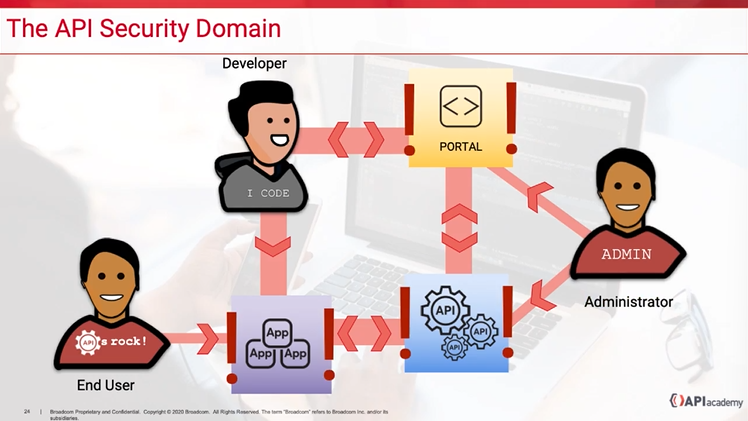 The API Security Domain
Developer
I CODE
< >
PORTAL
ADMIN
Administrator
API's rock!
End User
App
App App
API
API
API
24 | Broadcom Proprietary and Confidential. Copyright © 2020 Broadcom. All Rights Reserved. The term "Broadcom" refers to Broadcom Inc. and/or its
subsidiaries.
API academy